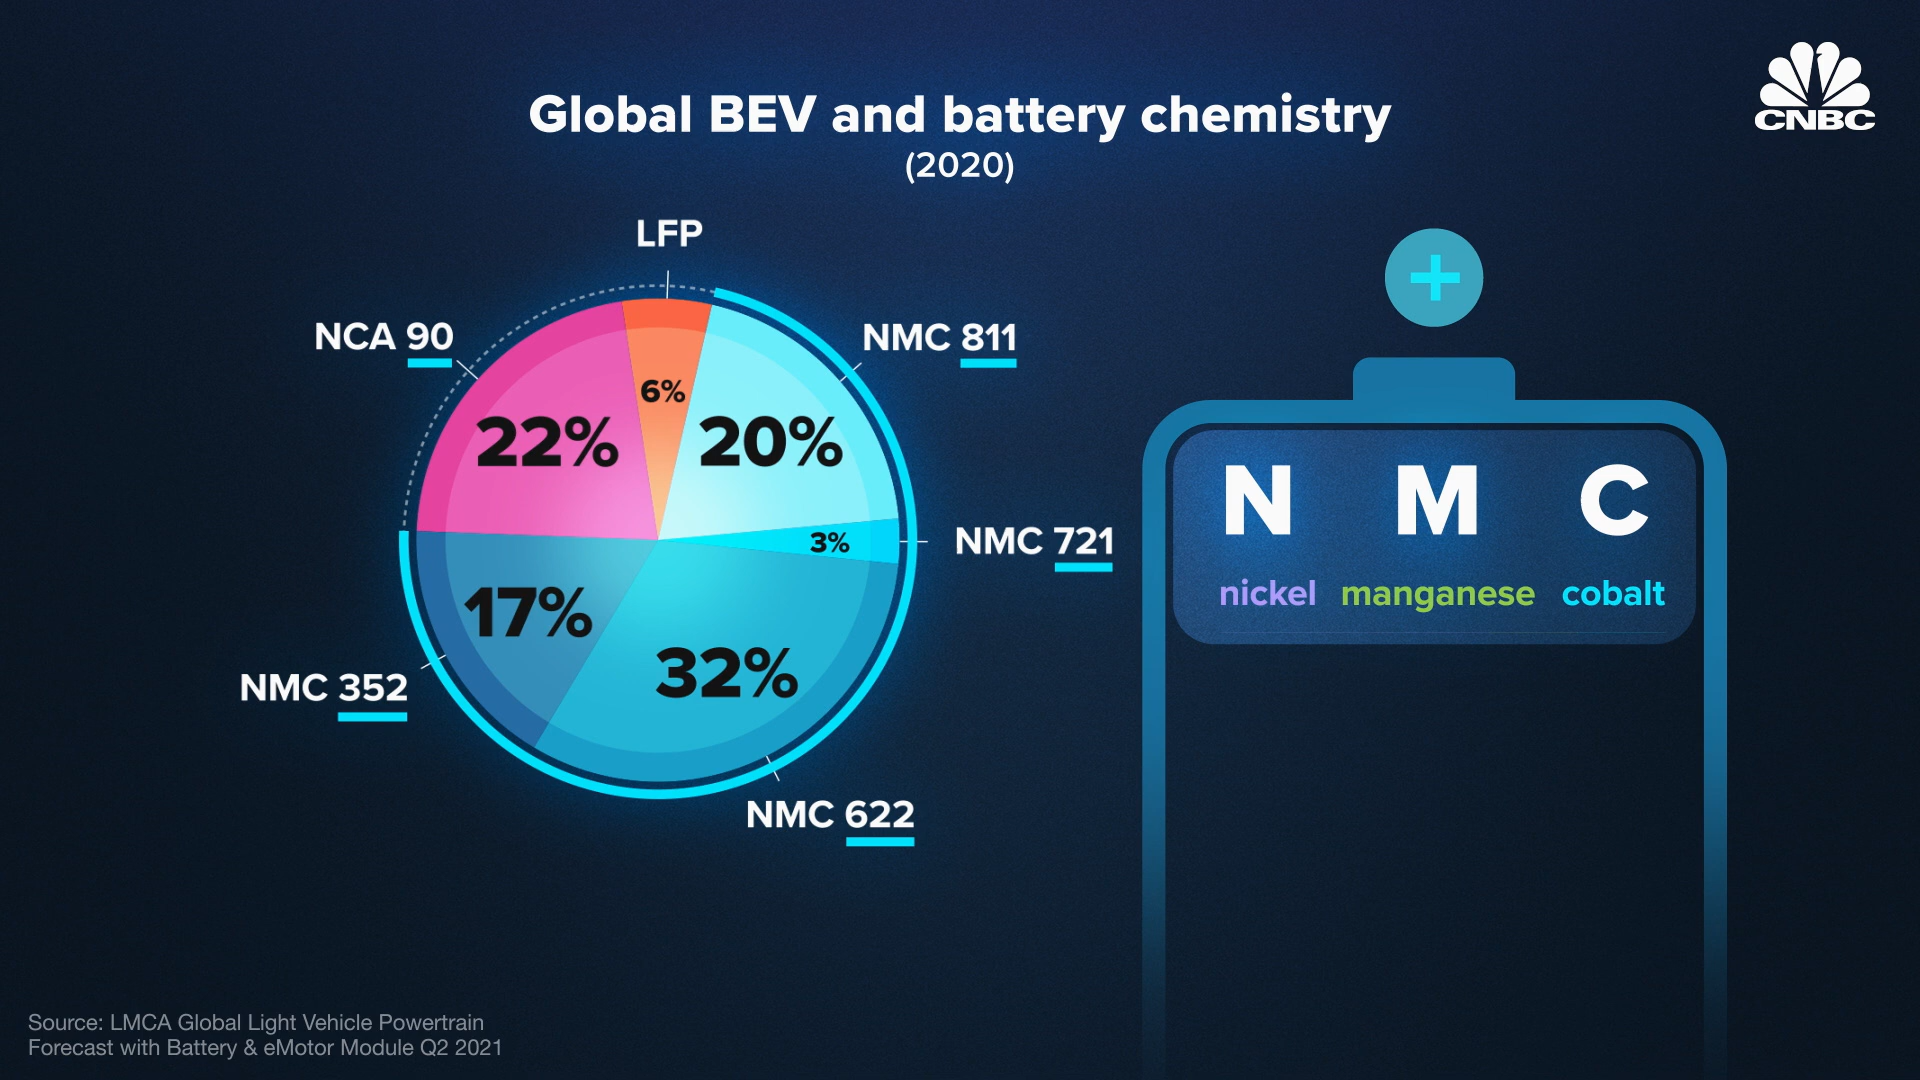 Global BEV and battery chemistry
(2020)
CNBC
LFP
NCA 90
NMC 811
6%
22%
20%
NMC 721
3%
17%
32%
NMC 352
NMC 622
+
N M C
nickel manganese cobalt
Source: LMCA Global Light Vehicle Powertrain
Forecast with Battery & eMotor Module Q2 2021